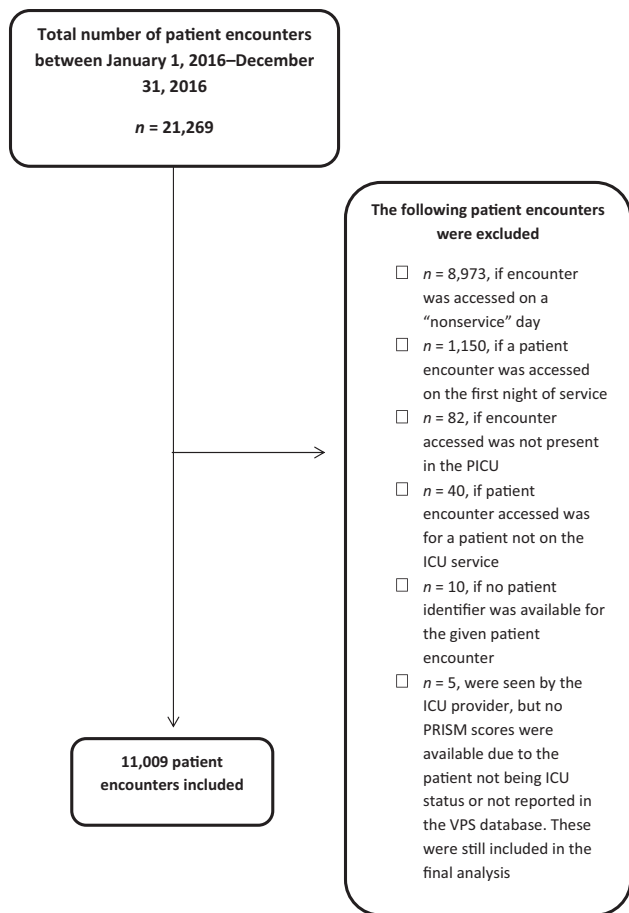 Total number of patient encounters
between January 1, 2016–December
31, 2016
n = 21,269
The following patient encounters
were excluded
n = 8,973, if encounter
was accessed on a
“nonservice” day
n = 1,150, if a patient
encounter was accessed
on the first night of service
n = 82, if encounter
accessed was not present
in the PICU
n = 40, if patient
encounter accessed was
for a patient not on the
ICU service
n = 10, if no patient
identifier was available for
the given patient
encounter
n = 5, were seen by the
ICU provider, but no
PRISM scores were
available due to the
patient not being ICU
status or not reported in
the VPS database. These
were still included in the
final analysis
11,009 patient
encounters included